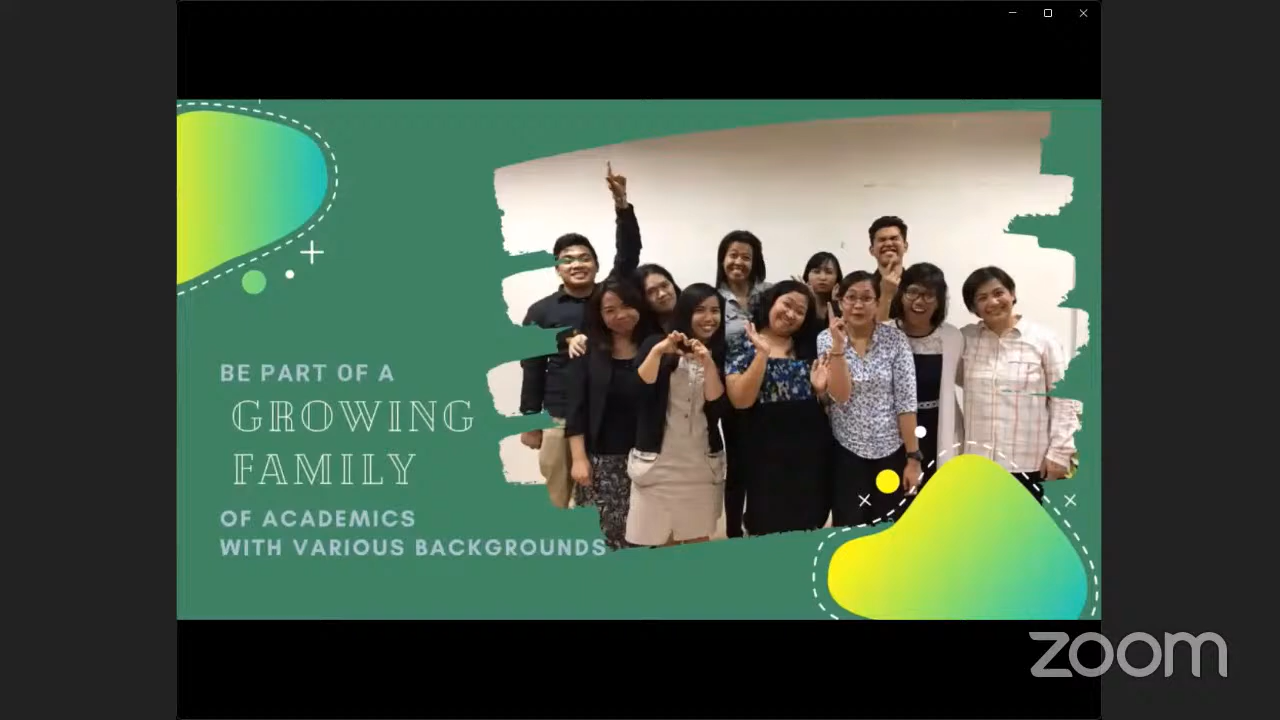 BE PART OF A
GROWING
FAMILY
OF ACADEMICS
WITH VARIOUS BACKGROUNDS
zoom